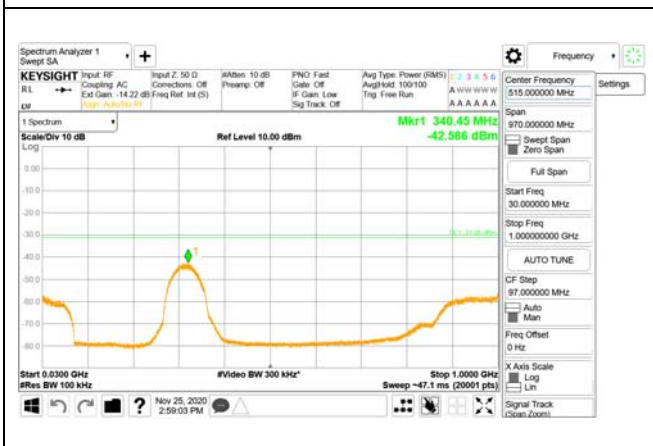 Spectrum Analyzer 1
Swept SA
Frequency
Settings
KEYSIGHT
RL
Input: RF
Coupling: AC
Ext Gain: -14.22 dB
Align: Auto/No RF
Input Z: 50 Ω
Corrections: Off
Freq Ref: Int (S)
#Atten: 10 dB
Preamp: Off
PNO: Fast
Gate: Off
IF Gain: Low
Sig Track: Off
Avg Type: Power (RMS)
Avg|Hold: 100/100
Trig: Free Run
1 2 3 4 5 6
A W W W W W
A A A A A A
1 Spectrum
Scale/Div 10 dB
Log
Ref Level 10.00 dBm
Mkr1 340.45 MHz
-42.586 dBm
0.00
-10.0
-20.0
-30.0
-40.0
-50.0
-60.0
-70.0
-80.0
1
Start 0.0300 GHz
#Res BW 100 kHz
#Video BW 300 kHz*
Stop 1.0000 GHz
Sweep ~47.1 ms (20001 pts)
Nov 25, 2020
2:59:03 PM
Center Frequency
515.000000 MHz
Span
970.000000 MHz
Swept Span
Zero Span
Full Span
Start Freq
30.000000 MHz
Stop Freq
1.000000000 GHz
AUTO TUNE
CF Step
97.000000 MHz
Auto
Man
Freq Offset
0 Hz
X Axis Scale
Log
Lin
Signal Track
(Span Zoom)